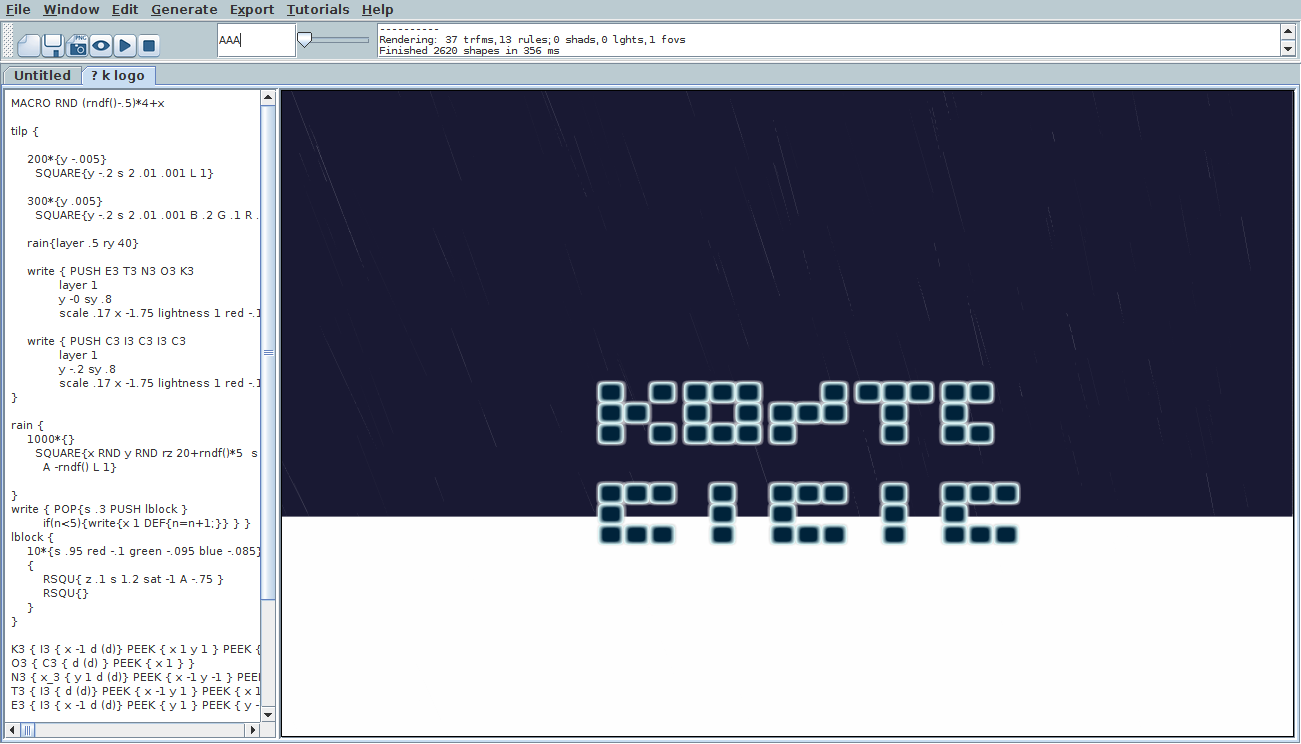 File Window Edit Generate Export Tutorials Help
AAA
----------
Rendering: 37 trfms,13 rules;0 shads,0 lghts,1 fovs
Finished 2620 shapes in 356 ms
Untitled ? k logo
MACRO RND (rndf()-.5)*4+x
tilp {
200*{y -.005}
SQUARE{y -.2 s 2 .01 .001 L 1}
300*{y .005}
SQUARE{y -.2 s 2 .01 .001 B .2 G .1 R .
rain{layer .5 ry 40}
write { PUSH E3 T3 N3 O3 K3
layer 1
y -0 sy .8
scale .17 x -1.75 lightness 1 red -.1
write { PUSH C3 I3 C3 I3 C3
layer 1
y -.2 sy .8
scale .17 x -1.75 lightness 1 red -.1
}
rain {
1000*{}
SQUARE{x RND y RND rz 20+rndf()*5 s
A -rndf() L 1}
}
write { POP{s .3 PUSH lblock }
if(n<5){write{x 1 DEF{n=n+1;}} } }
lblock {
10*{s .95 red -.1 green -.095 blue -.085}
{
RSQU{ z .1 s 1.2 sat -1 A -.75 }
RSQU{}
}
}
K3 { I3 { x -1 d (d)} PEEK { x 1 y 1 } PEEK {
O3 { C3 { d (d) } PEEK { x 1 } }
N3 { x_3 { y 1 d (d)} PEEK { x -1 y -1 } PEE
T3 { I3 { d (d)} PEEK { x -1 y 1 } PEEK { x 1
E3 { I3 { x -1 d (d)} PEEK { y 1 } PEEK { y -
KONTE
CICIC